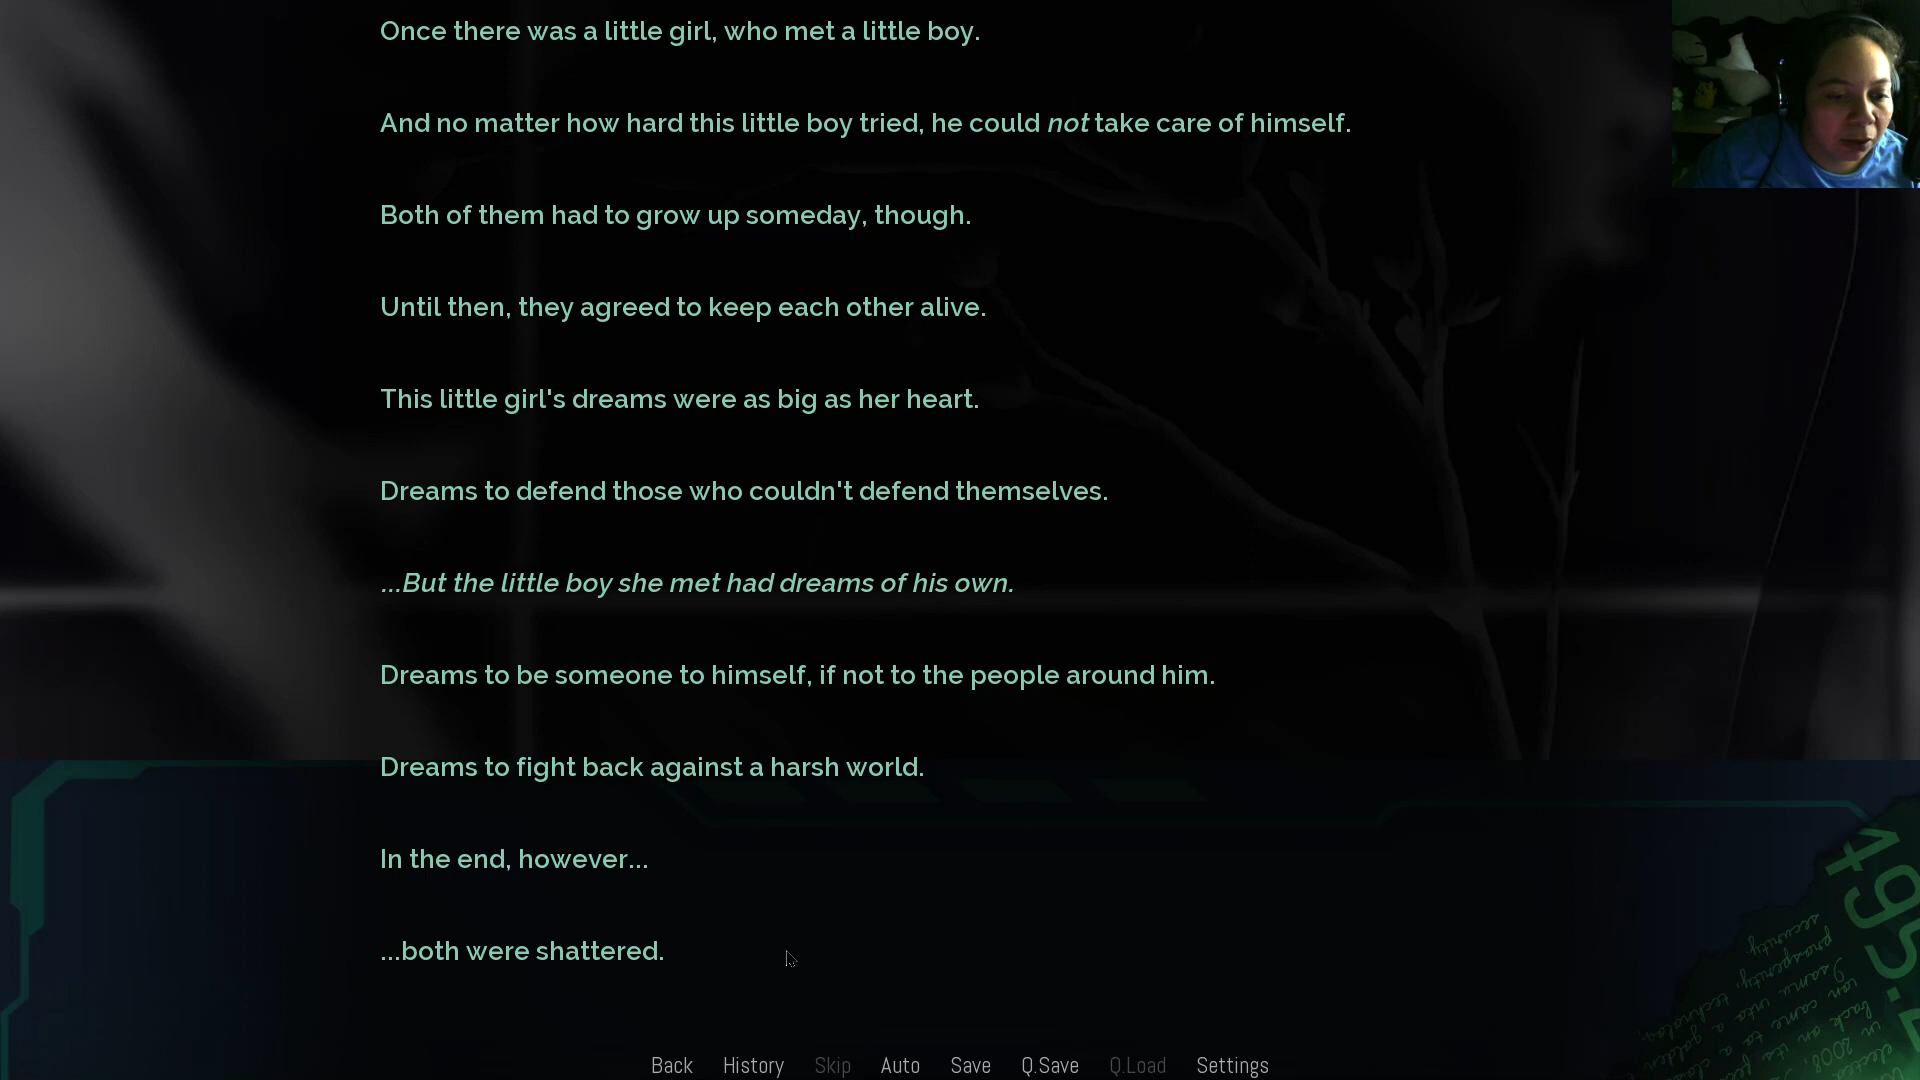 Once there was a little girl, who met a little boy.
And no matter how hard this little boy tried, he could not take care of himself.
Both of them had to grow up someday, though.
Until then, they agreed to keep each other alive.
This little girl's dreams were as big as her heart.
Dreams to defend those who couldn't defend themselves.
...But the little boy she met had dreams of his own.
Dreams to be someone to himself, if not to the people around him.
Dreams to fight back against a harsh world.
In the end, however...
...both were shattered.
Back History Skip Auto Save Q.Save Q.Load Settings